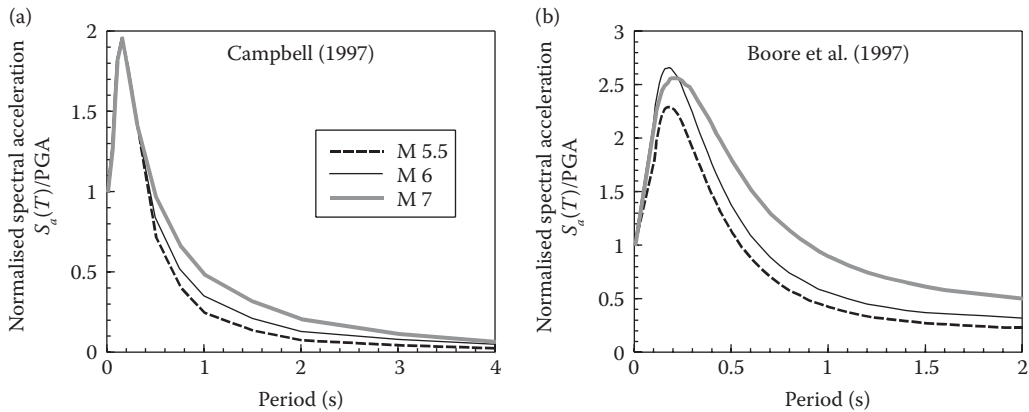 (a)
Campbell (1997)
Normalised spectral acceleration
Sₐ(T)/PGA
2
1.5
1
0.5
0
0 1 2 3 4
Period (s)
M 5.5
M 6
M 7
(b)
Boore et al. (1997)
Normalised spectral acceleration
Sₐ(T)/PGA
3
2.5
2
1.5
1
0.5
0
0 0.5 1 1.5 2
Period (s)